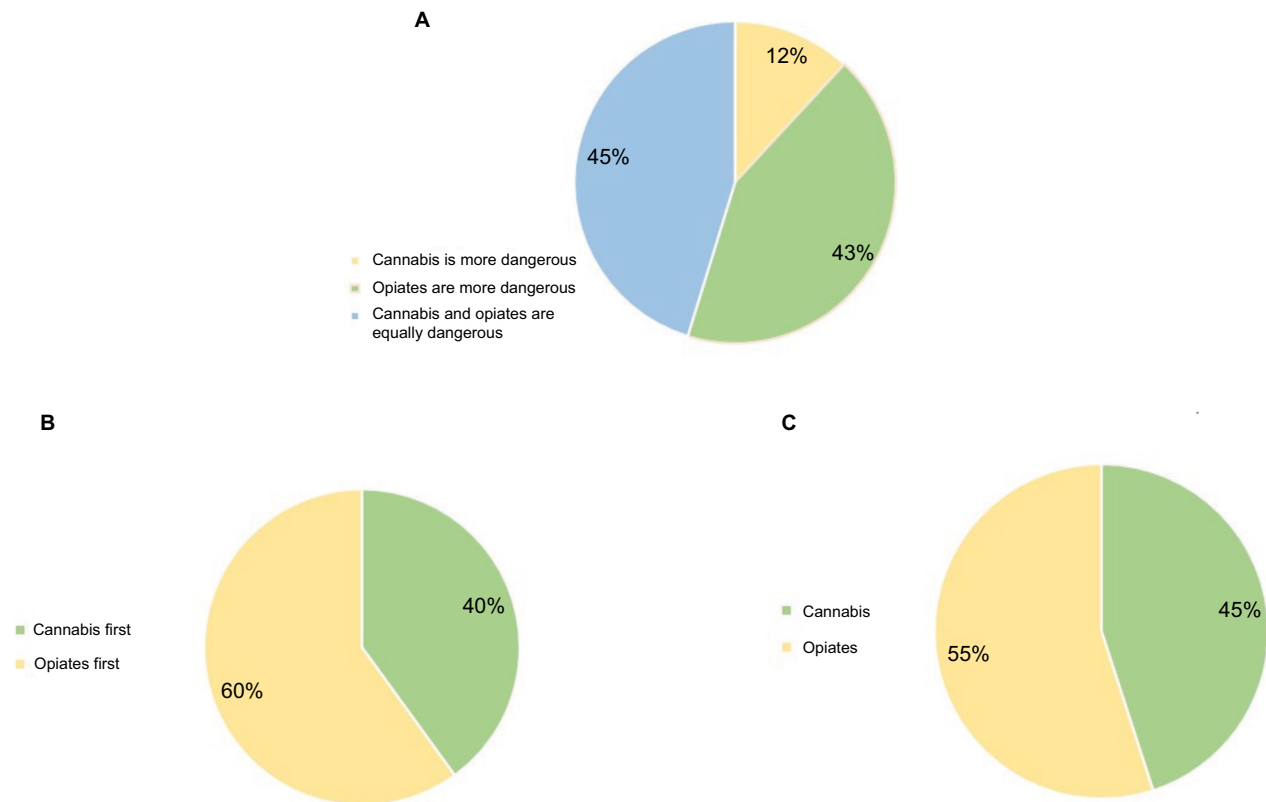 A
12%
45%
43%
Cannabis is more dangerous
Opiates are more dangerous
Cannabis and opiates are
equally dangerous
B
40%
Cannabis first
Opiates first
60%
C
45%
Cannabis
Opiates
55%